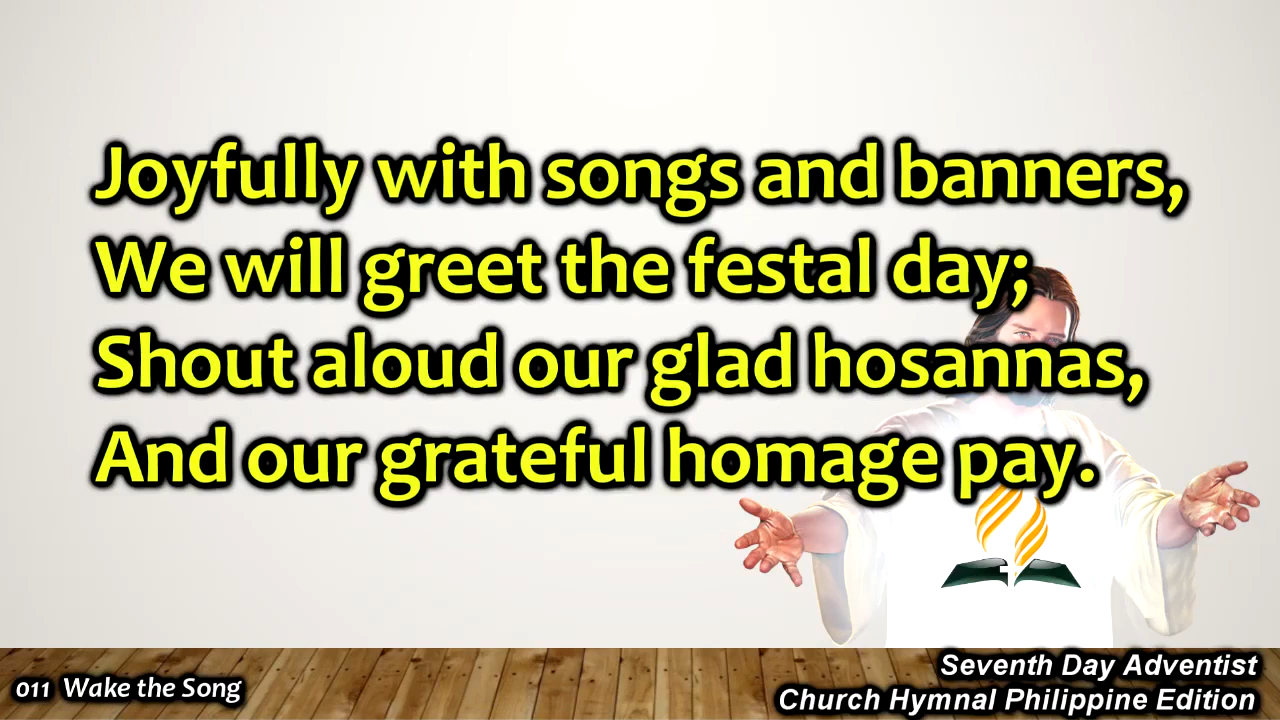 Joyfully with songs and banners,
We will greet the festal day;
Shout aloud our glad hosannas,
And our grateful homage pay.
011 Wake the Song
Seventh Day Adventist
Church Hymnal Philippine Edition